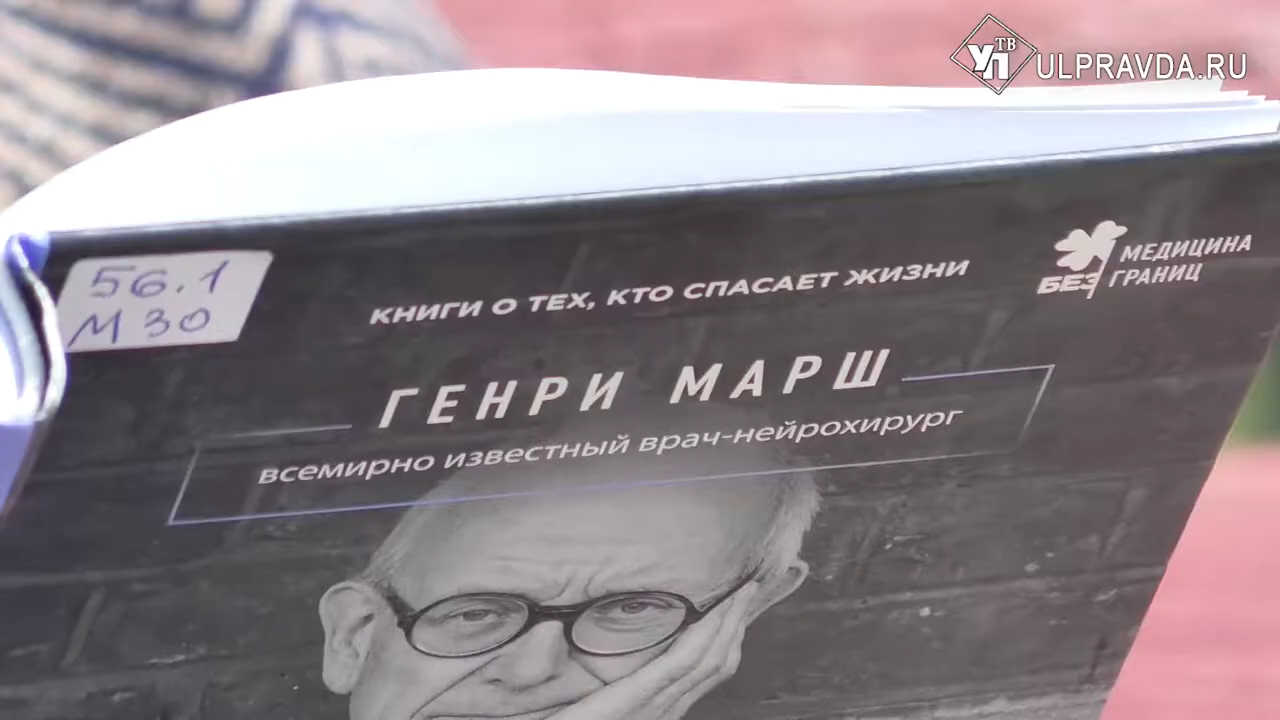 УП ТВ ULPRAVDA.RU
56.1
М 30
КНИГИ О ТЕХ, КТО СПАСАЕТ ЖИЗНИ
МЕДИЦИНА
БЕЗ ГРАНИЦ
ГЕНРИ МАРШ
всемирно известный врач-нейрохирург